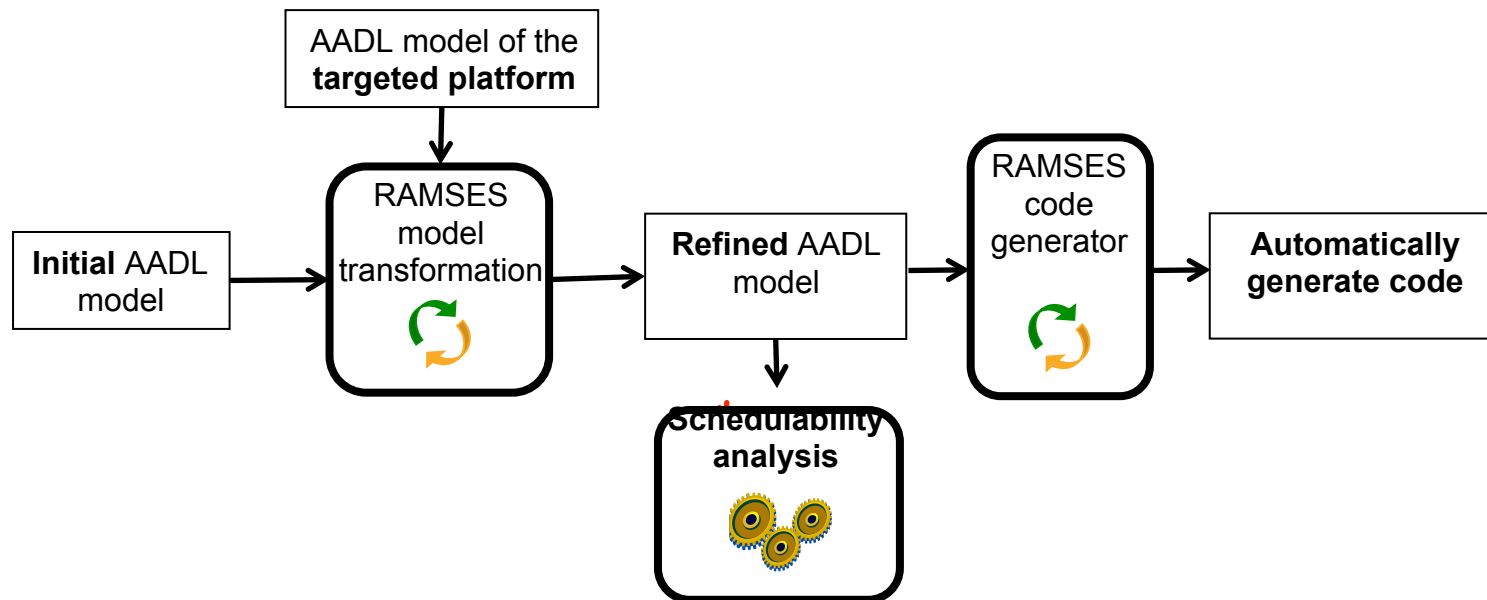 AADL model of the
targeted platform
Initial AADL
model
RAMSES
model
transformation
Refined AADL
model
Schedulability
analysis
RAMSES
code
generator
Automatically
generate code